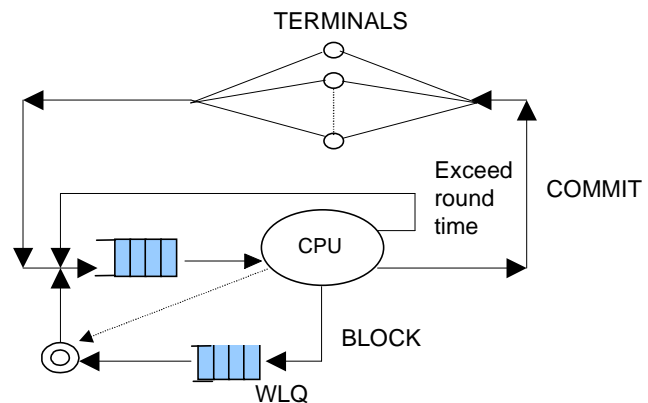 TERMINALS
Exceed
round
time
COMMIT
CPU
BLOCK
WLQ